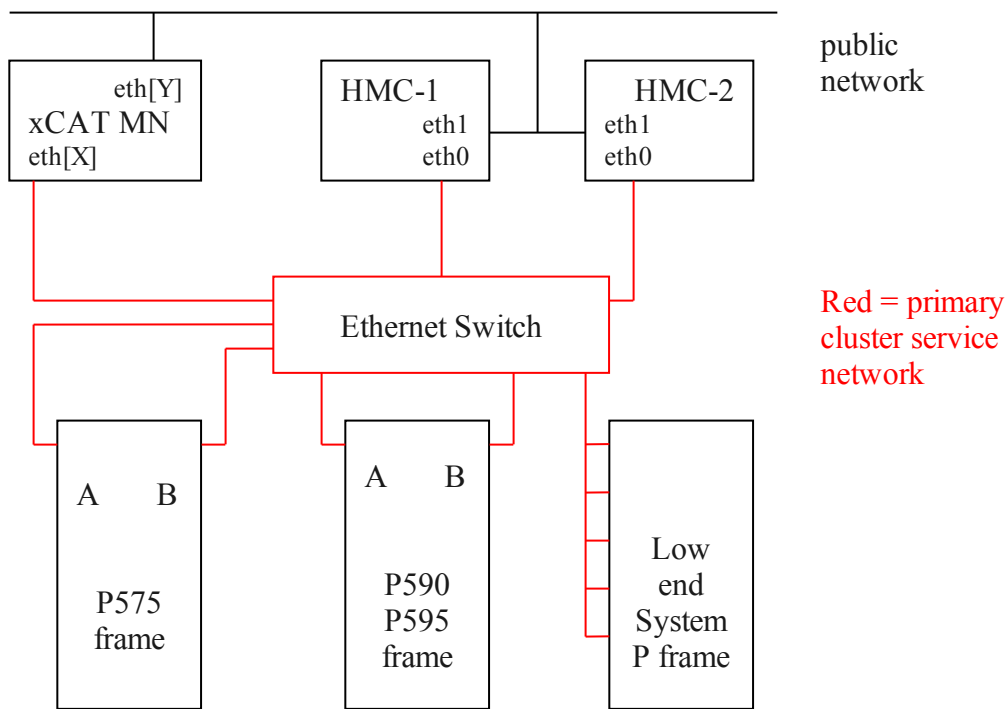 public
network
eth[Y]
xCAT MN
eth[X]
HMC-1
eth1
eth0
HMC-2
eth1
eth0
Ethernet Switch
Red = primary
cluster service
network
A B
P575
frame
A B
P590
P595
frame
Low
end
System
P frame